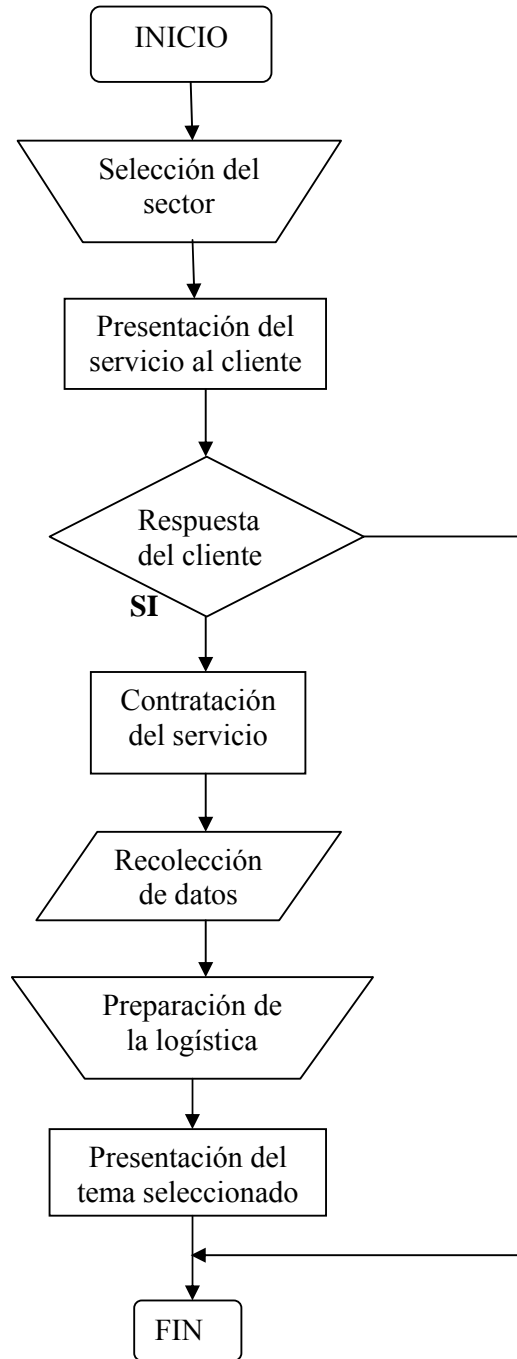 INICIO
Selección del
sector
Presentación del
servicio al cliente
Respuesta
del cliente
SI
Contratación
del servicio
Recolección
de datos
Preparación de
la logística
Presentación del
tema seleccionado
FIN